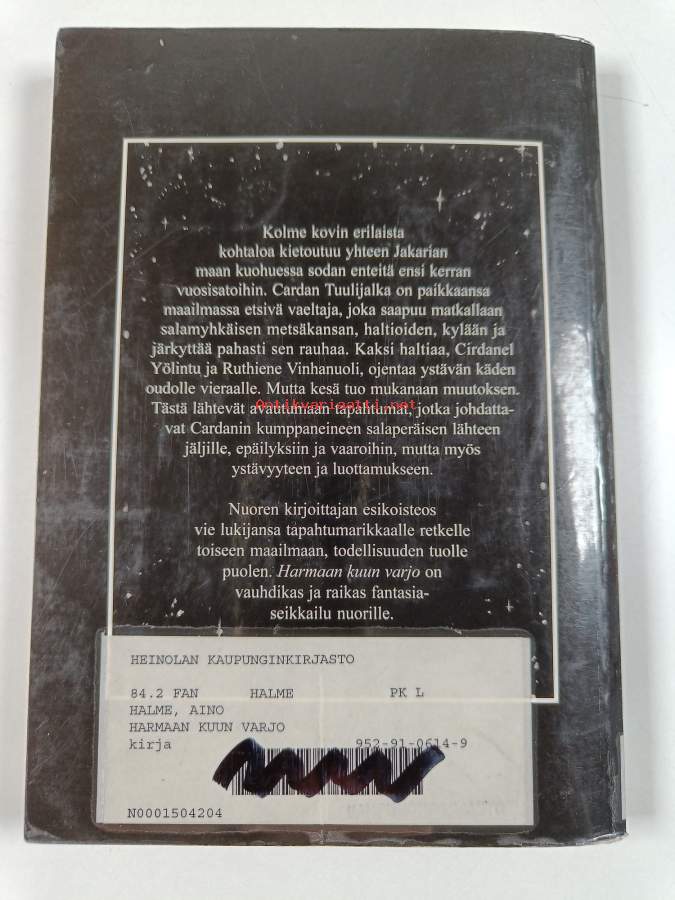 Kolme kovin erilaista
kohtaloa kietoutuu yhteen Jakarian
maan kuohuessa sodan enteitä ensi kerran
vuosisatoihin. Cardan Tuulijalka on paikkaansa
maailmassa etsivä vaeltaja, joka saapuu matkallaan
salamyhkäisen metsäkansan, haltioiden, kylään ja
järkyttää pahasti sen rauhaa. Kaksi haltiaa, Cirdanel
Yölintu ja Ruthiene Vinhanuoli, ojentaa ystävän käden
oudolle vieraalle. Mutta kesä tuo mukanaan muutoksen.
Tästä lähtevät avautumaan tapahtumat, jotka johdatta-
Antikvariaatti.net
vat Cardanin kumppaneineen salaperäisen lähteen
jäljille, epäilyksiin ja vaaroihin, mutta myös
ystävyyteen ja luottamukseen.
Nuoren kirjoittajan esikoisteos
vie lukijansa tapahtumarikkaalle retkelle
toiseen maailmaan, todellisuuden tuolle
puolen. Harmaan kuun varjo on
vauhdikas ja raikas fantasia-
seikkailu nuorille.
HEINOLAN KAUPUNGINKIRJASTO
84.2 FAN HALME PK L
HALME, AINO
HARMAAN KUUN VARJO
kirja 952-91-0614-9
N0001504204